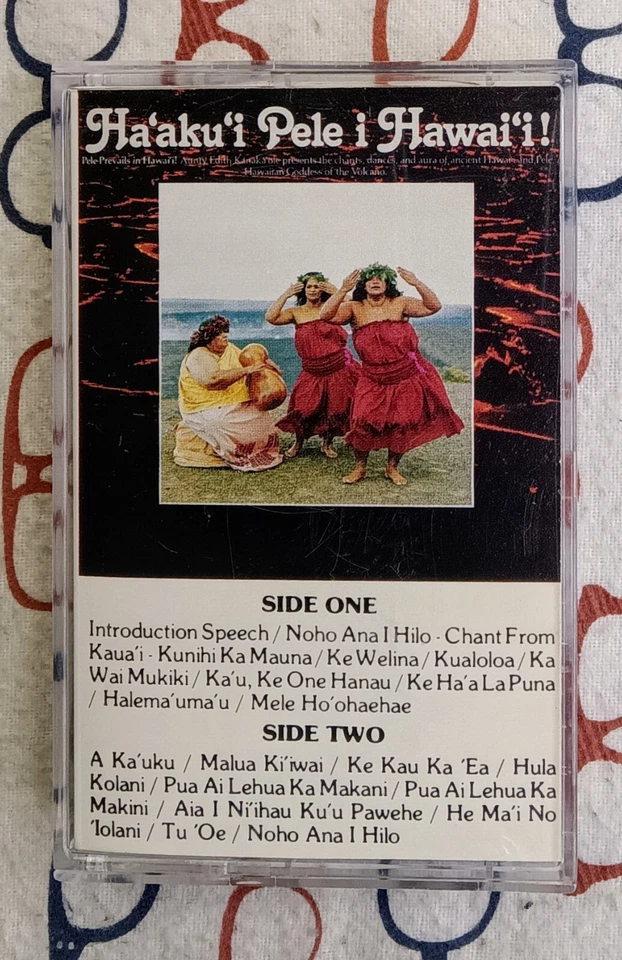 Ha'aku'i Pele i Hawai'i!
Pele Prevails in Hawai'i! Aunty Edith Kanaka'ole presents the chants, dances, and aura of ancient Hawaii and Pele
Hawaiian Goddess of the Volcano.
SIDE ONE
Introduction Speech / Noho Ana I Hilo - Chant From
Kaua'i - Kunihi Ka Mauna / Ke Welina / Kualoloa / Ka
Wai Mukiki / Ka'u, Ke One Hanau / Ke Ha'a La Puna
/ Halema'uma'u / Mele Ho'ohaehae
SIDE TWO
A Ka'uku / Malua Ki'iwai / Ke Kau Ka 'Ea / Hula
Kolani / Pua Ai Lehua Ka Makani / Pua Ai Lehua Ka
Makini / Aia I Ni'ihau Ku'u Pawehe / He Ma'i No
'Iolani / Tu 'Oe / Noho Ana I Hilo